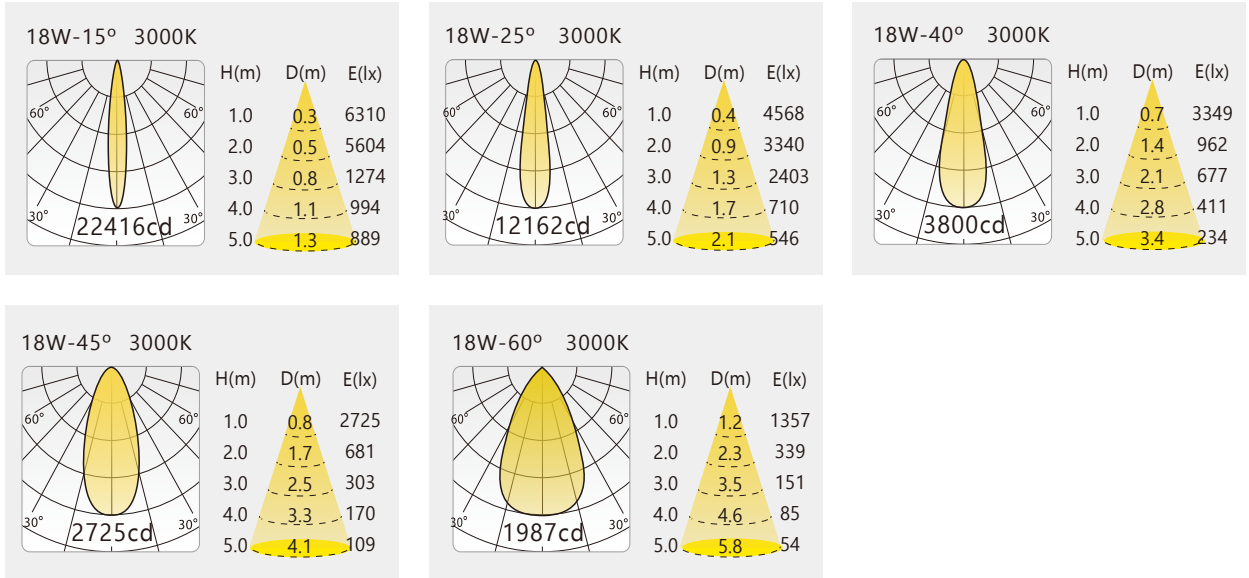 18W-15° 3000K
H(m) D(m) E(lx)
60°
1.0 0.3 6310
2.0 0.5 5604
3.0 0.8 1274
4.0 1.1 994
30° 30°
22416cd
5.0 1.3 889
18W-25° 3000K
H(m) D(m) E(lx)
60° 60°
1.0 0.4 4568
2.0 0.9 3340
3.0 1.3 2403
4.0 1.7 710
30° 30°
12162cd
5.0 2.1 546
18W-40° 3000K
H(m) D(m) E(lx)
60° 60°
1.0 0.7 3349
2.0 1.4 962
3.0 2.1 677
4.0 2.8 411
30° 30°
3800cd
5.0 3.4 234
18W-45° 3000K
H(m) D(m) E(lx)
60° 60°
1.0 0.8 2725
2.0 1.7 681
3.0 2.5 303
4.0 3.3 170
30° 30°
2725cd
5.0 4.1 109
18W-60° 3000K
H(m) D(m) E(lx)
60° 60°
1.0 1.2 1357
2.0 2.3 339
3.0 3.5 151
4.0 4.6 85
30° 30°
1987cd
5.0 5.8 54